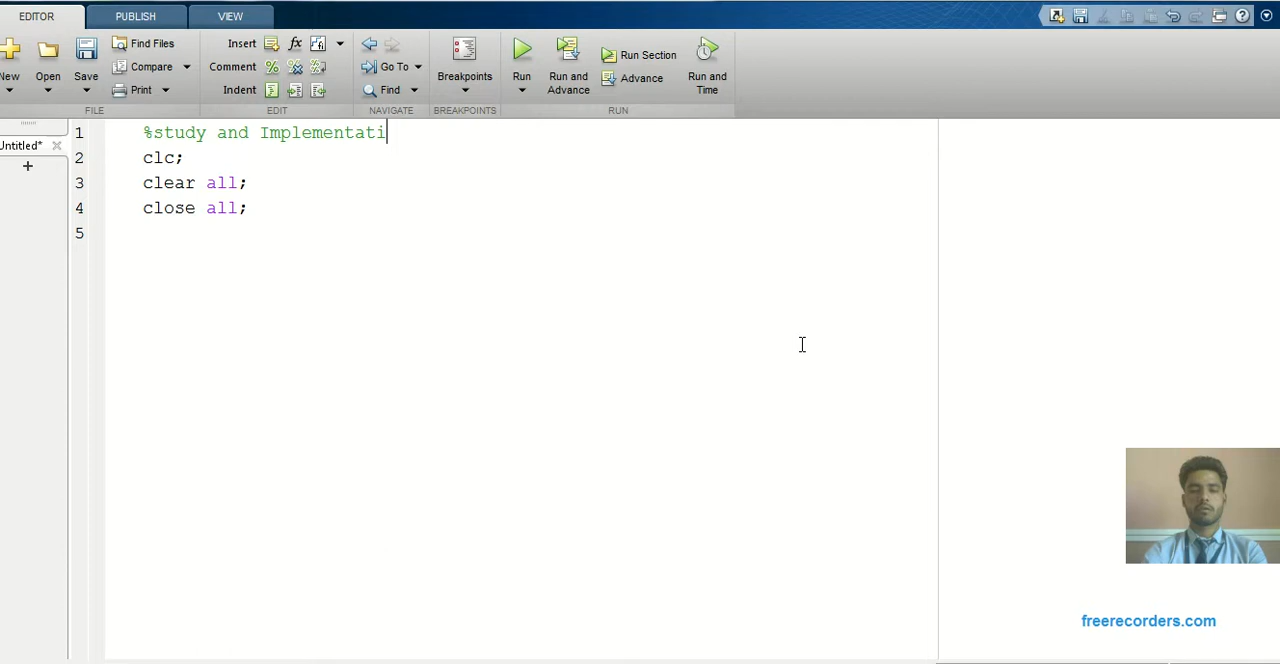 EDITOR PUBLISH VIEW
New Open Save Find Files Compare Print
Insert fx
Comment
Indent
Go To
Find
Breakpoints
Run
Run and Advance
Run Section
Advance
Run and Time
FILE EDIT NAVIGATE BREAKPOINTS RUN
Untitled*
+
1 %study and Implementati
2 clc;
3 clear all;
4 close all;
5
freerecorders.com